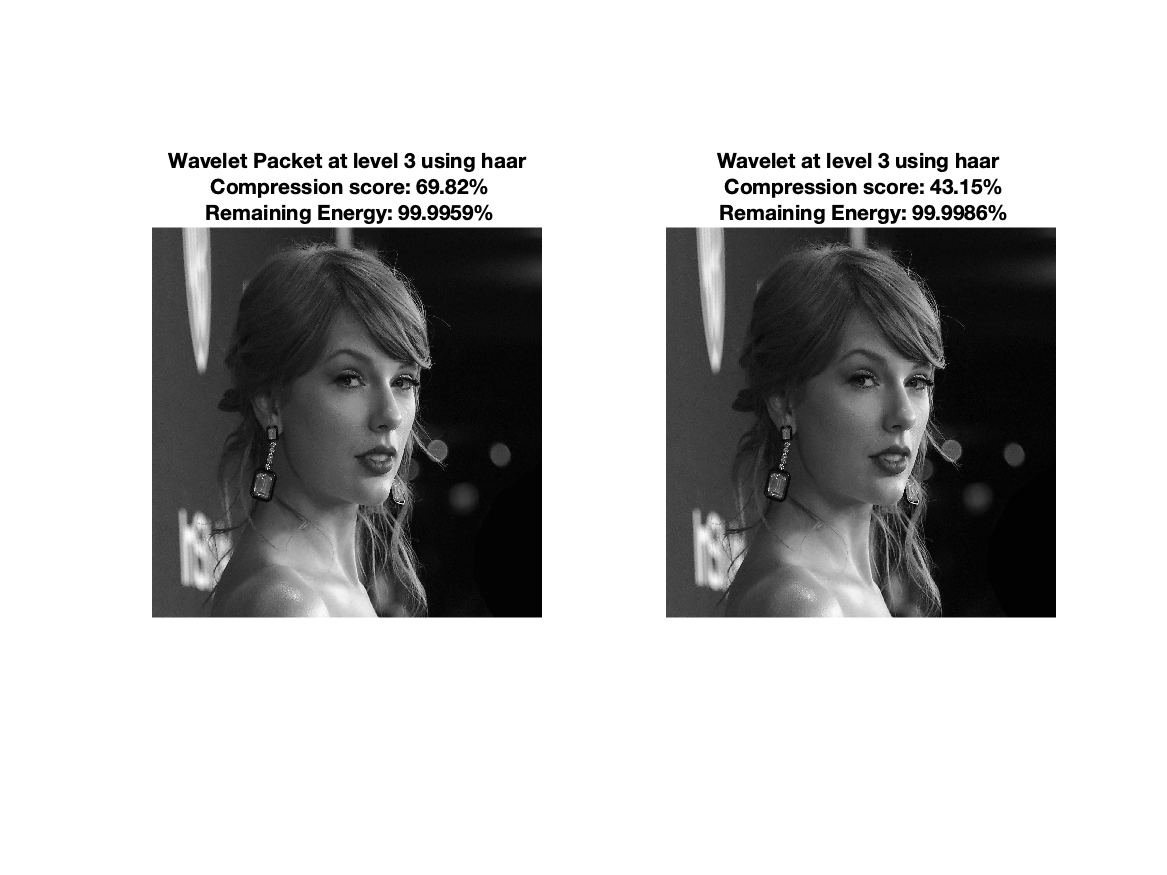 Wavelet Packet at level 3 using haar
Compression score: 69.82%
Remaining Energy: 99.9959%
Wavelet at level 3 using haar
Compression score: 43.15%
Remaining Energy: 99.9986%